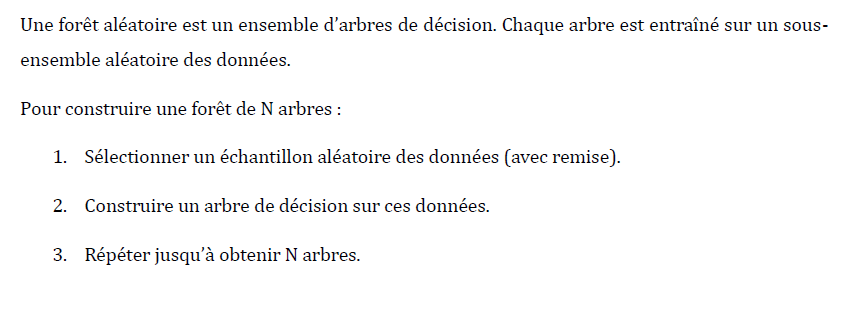 Une forêt aléatoire est un ensemble d’arbres de décision. Chaque arbre est entraîné sur un sous-
ensemble aléatoire des données.
Pour construire une forêt de N arbres :
1. Sélectionner un échantillon aléatoire des données (avec remise).
2. Construire un arbre de décision sur ces données.
3. Répéter jusqu’à obtenir N arbres.